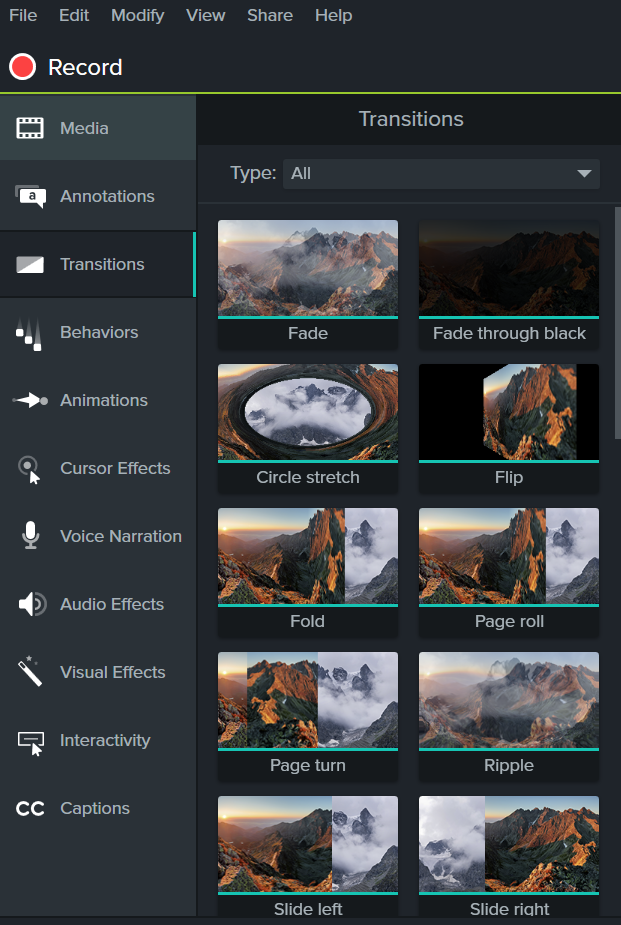 File Edit Modify View Share Help
Record
Media
Annotations
Transitions
Behaviors
Animations
Cursor Effects
Voice Narration
Audio Effects
Visual Effects
Interactivity
CC Captions
Transitions
Type: All
Fade Fade through black
Circle stretch Flip
Fold Page roll
Page turn Ripple
Slide left Slide right
a